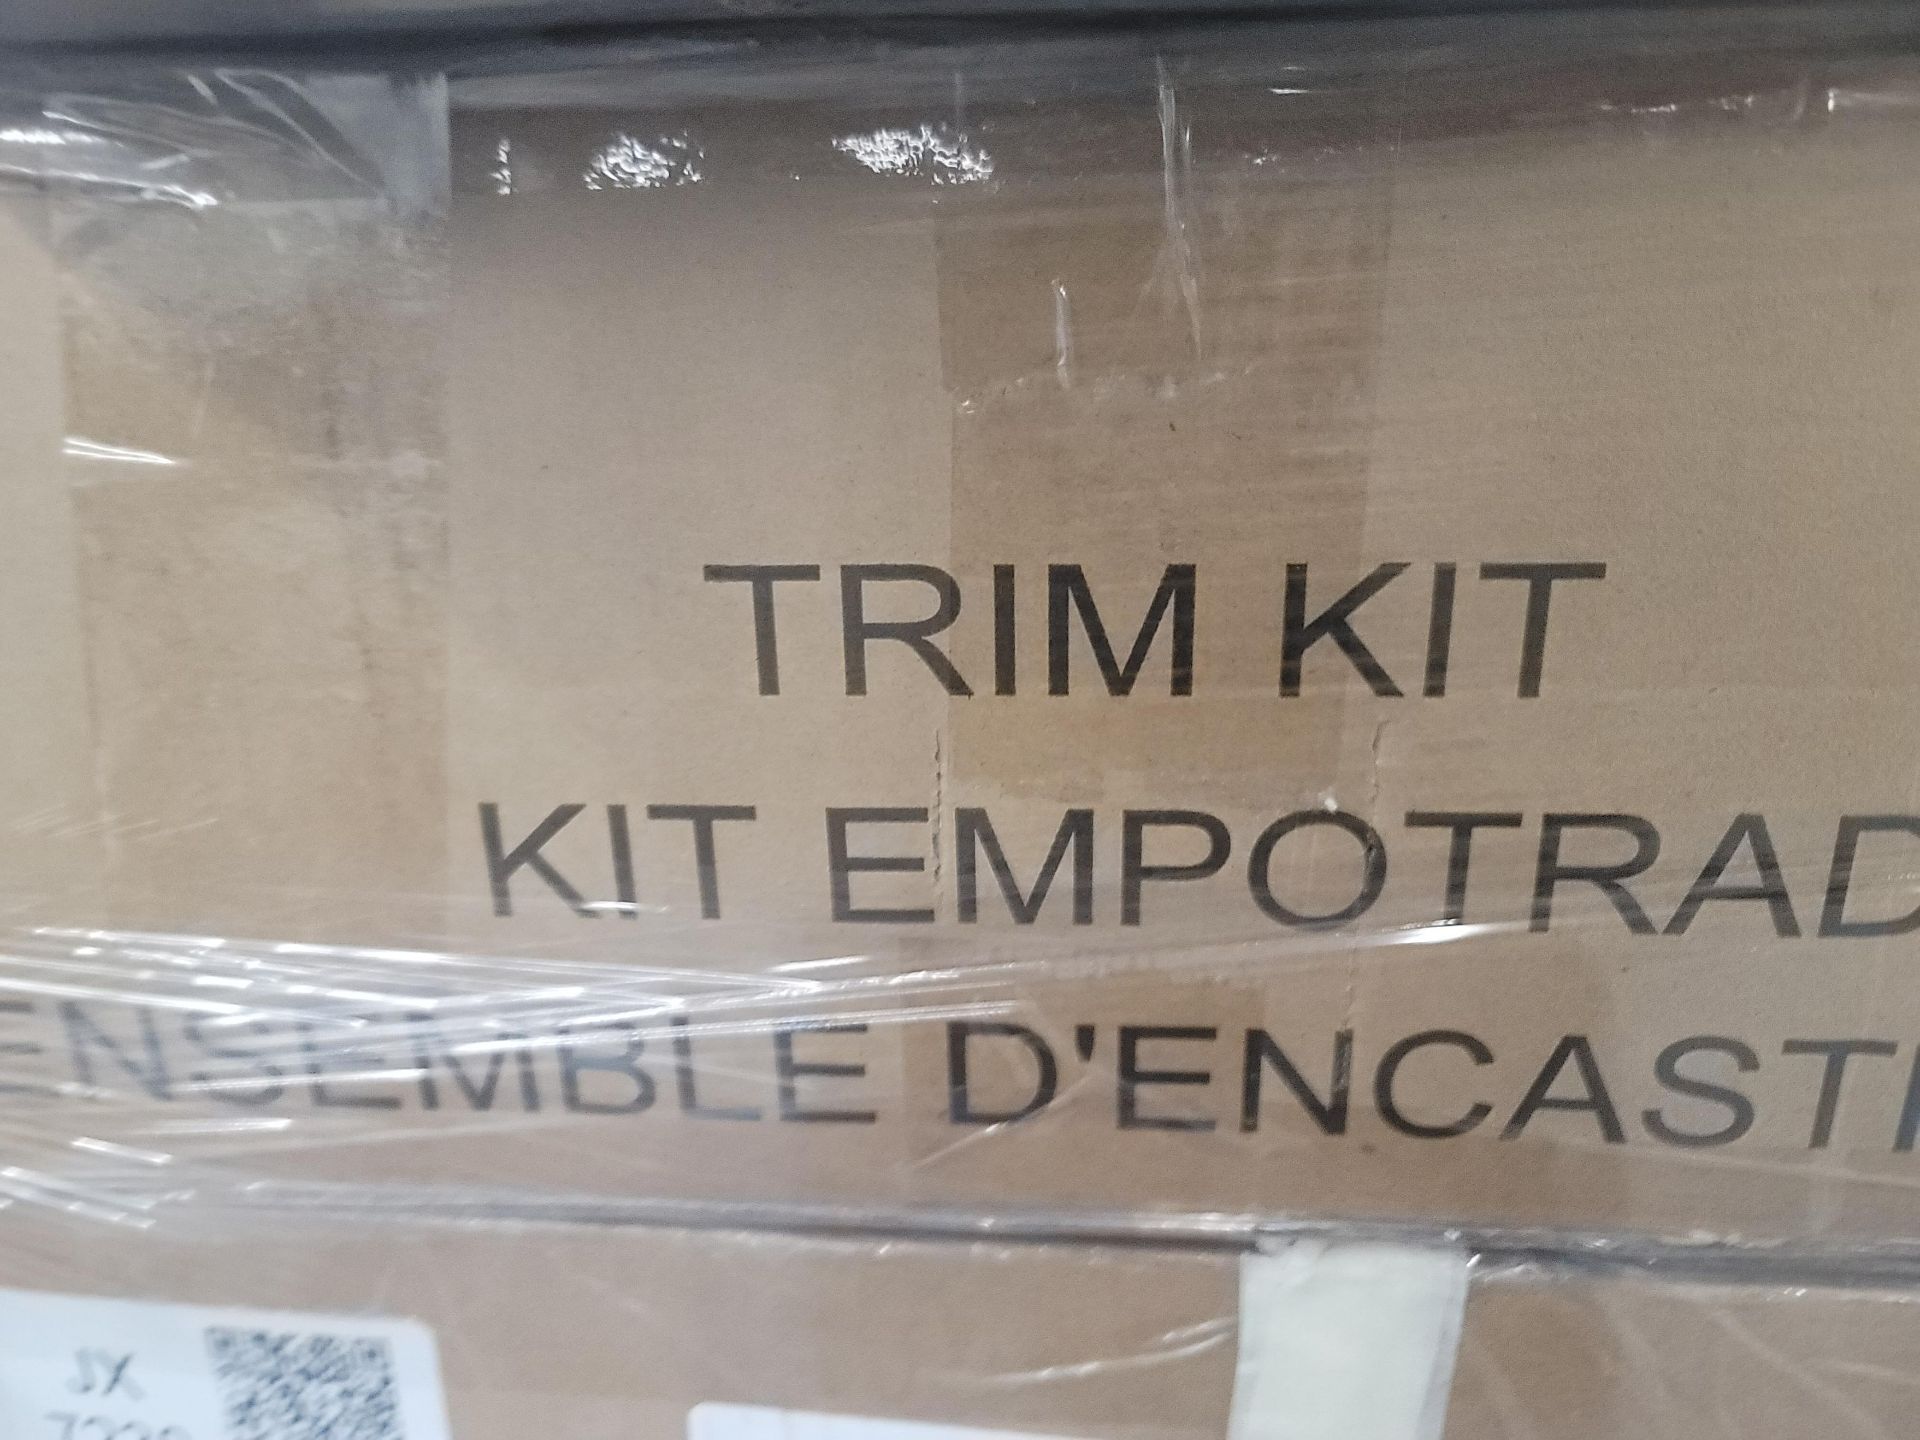 TRIM KIT
KIT EMPOTRAD
ENSEMBLE D'ENCAST